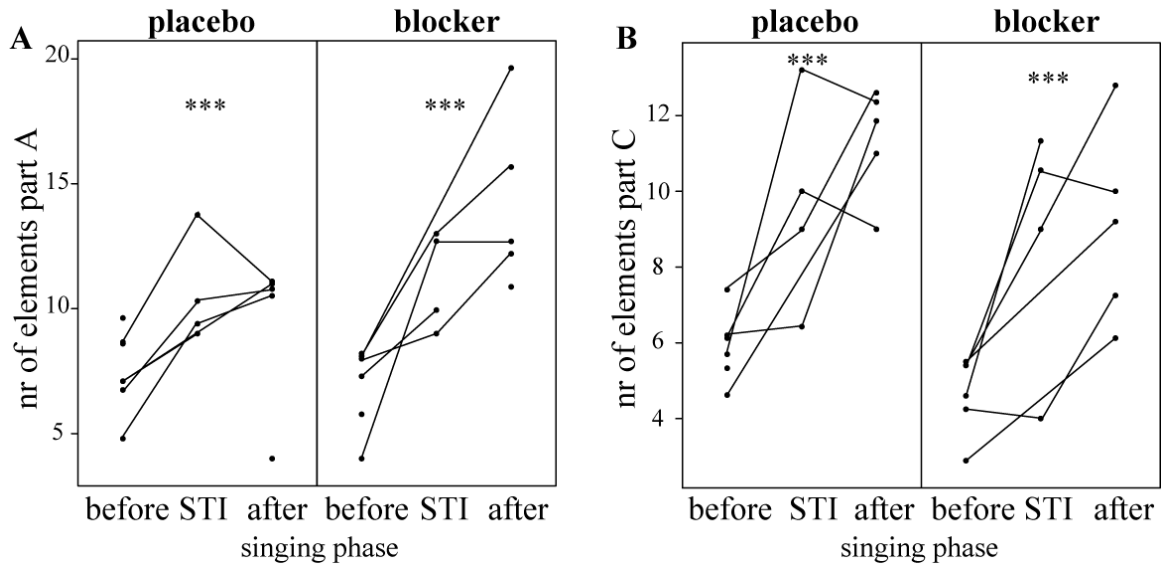 A
placebo
blocker
***
***
nr of elements part A
20
15
10
5
before STI after before STI after
singing phase
B
placebo
blocker
***
***
nr of elements part C
12
10
8
6
4
before STI after before STI after
singing phase